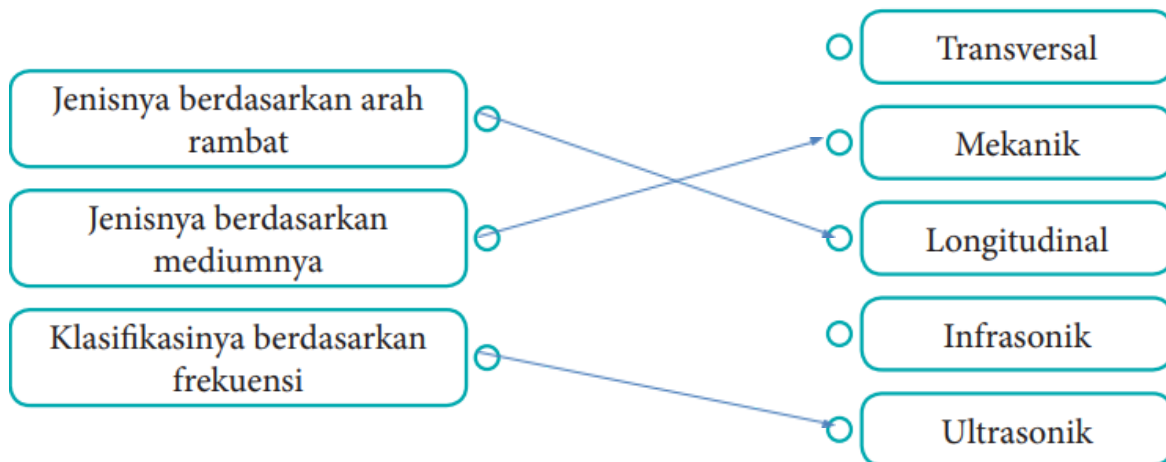 Jenisnya berdasarkan arah
rambat
Jenisnya berdasarkan
mediumnya
Klasifikasinya berdasarkan
frekuensi
Transversal
Mekanik
Longitudinal
Infrasonik
Ultrasonik